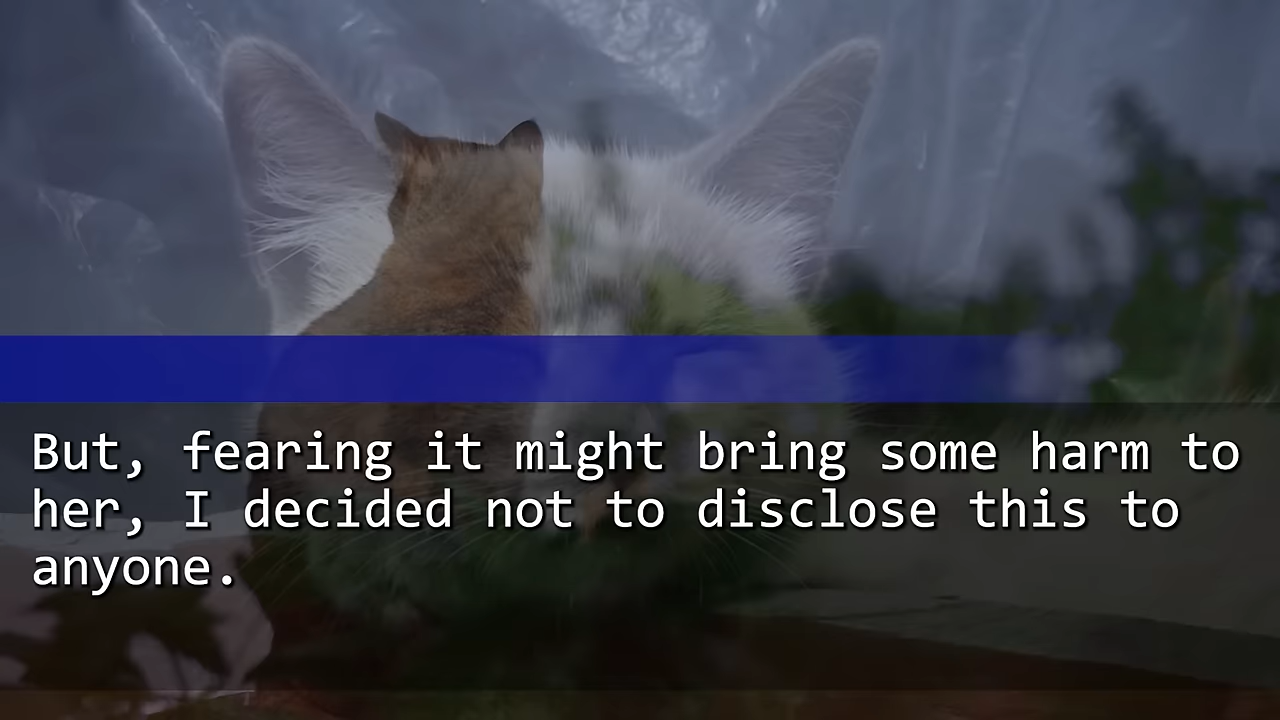 But, fearing it might bring some harm to
her, I decided not to disclose this to
anyone.